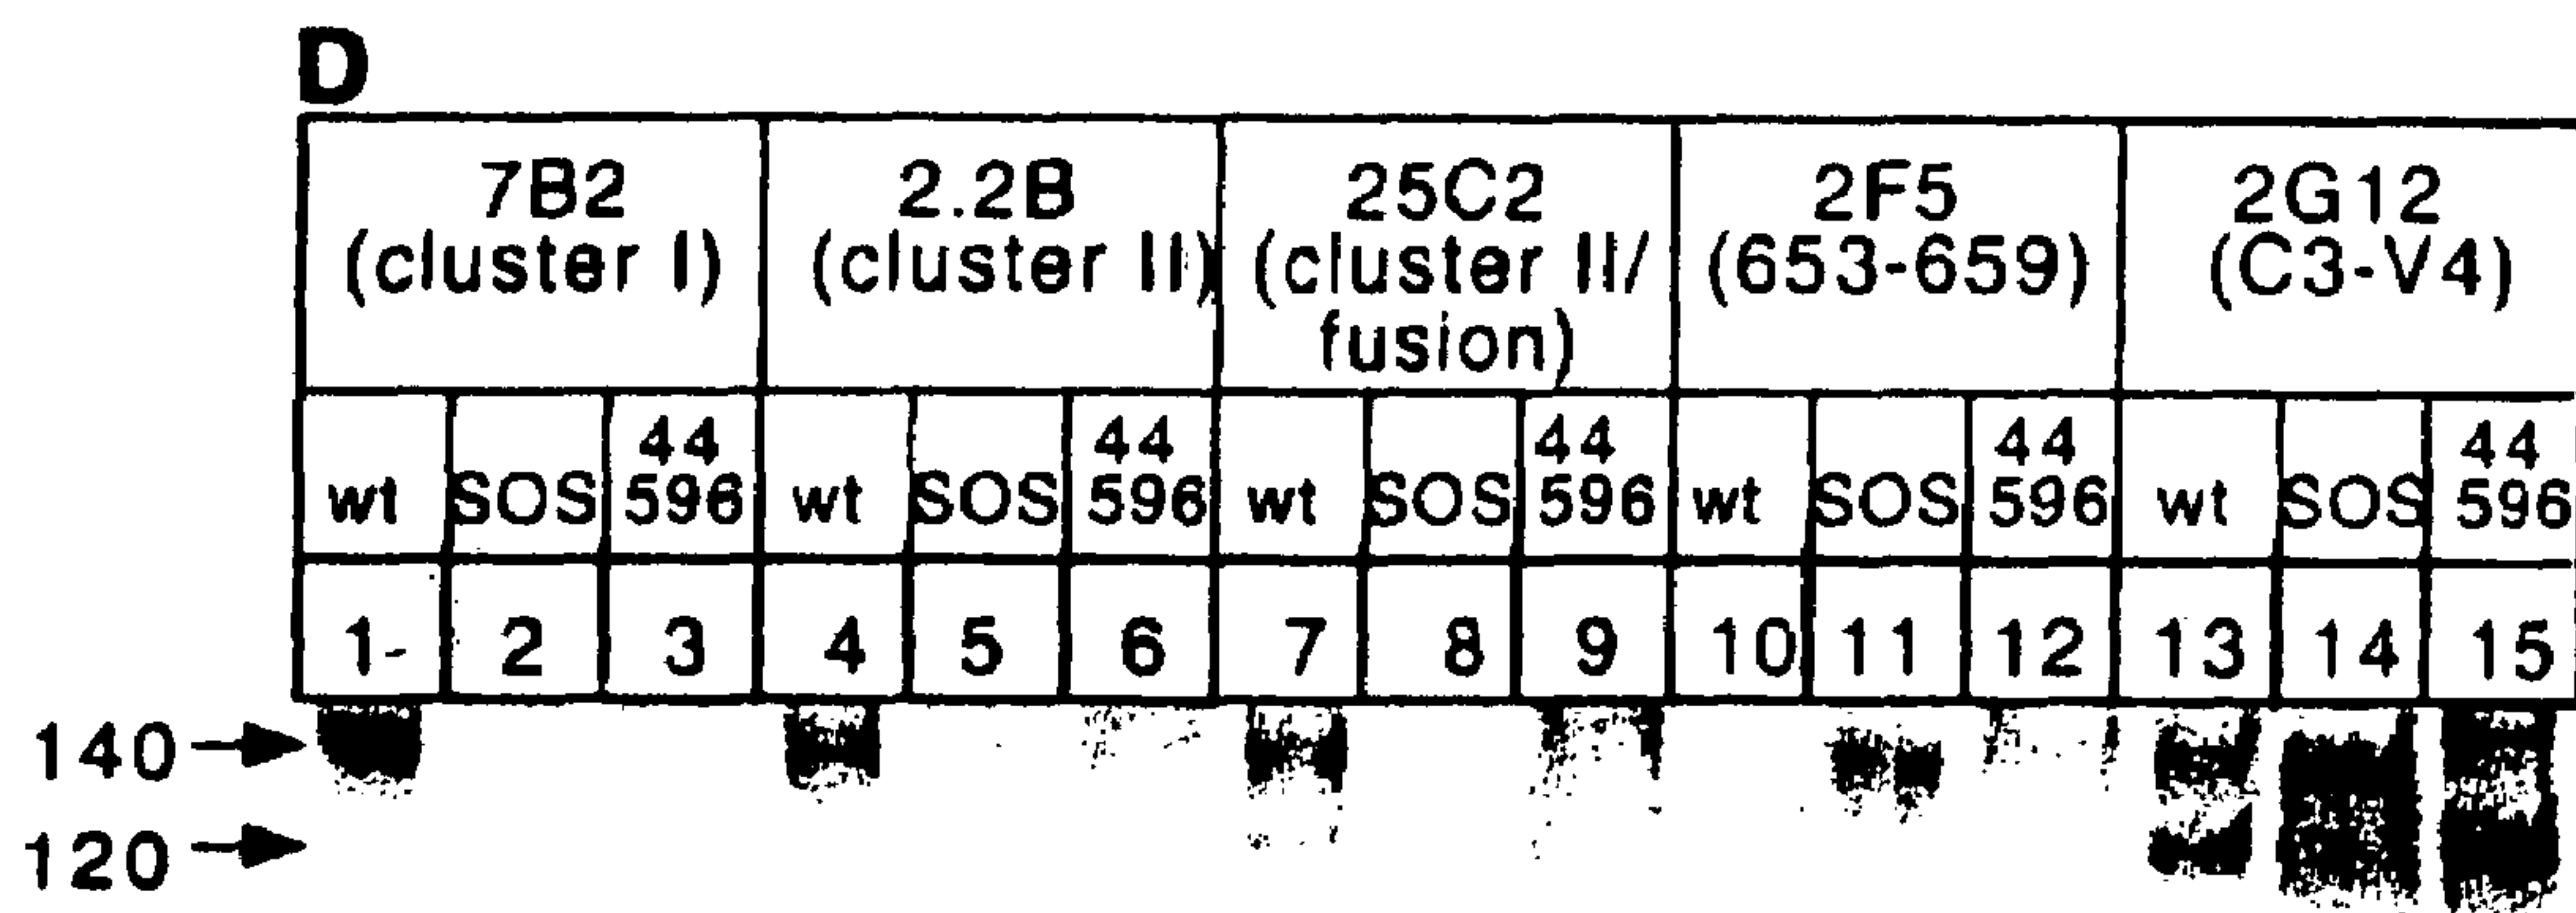 D
7B2 2.2B 25C2 2F5 2G12
(cluster I) (cluster II) (cluster II/ (653-659) (C3-V4)
fusion)
44 44 44 44 44
wt SOS 596 wt SOS 596 wt SOS 596 wt SOS 596 wt SOS 596
1- 2 3 4 5 6 7 8 9 10 11 12 13 14 15
140
120